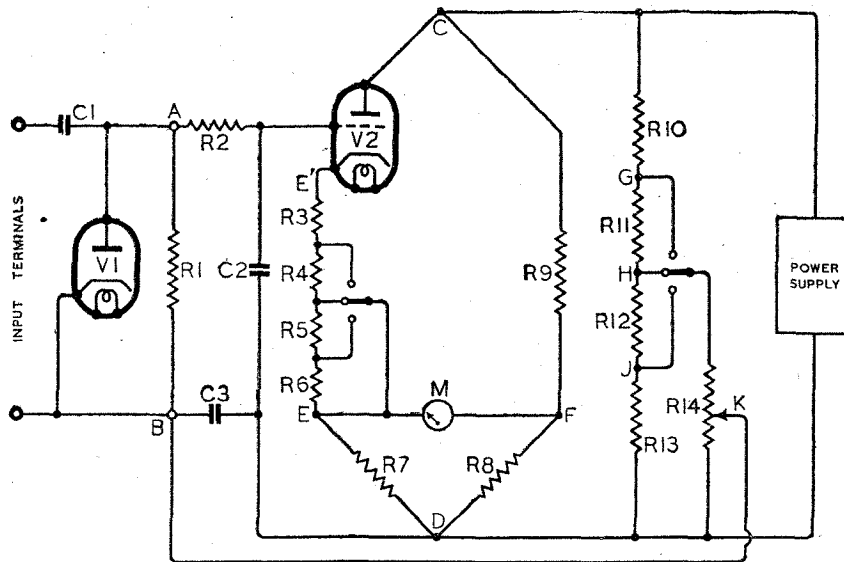 C
C1
A
R2
V2
R10
E'
G
INPUT TERMINALS
V1
R1
C2
R3
R4
R5
R6
R9
R11
H
R12
J
POWER
SUPPLY
C3
B
E
M
F
R14
K
R13
R7
R8
D